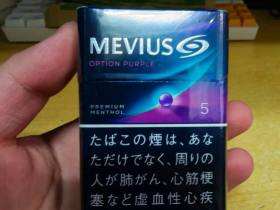 MEVIUS
OPTION PURPLE
PREMIUM
MENTHOL
5
たばこの煙は、あな
ただけでなく、周りの
人が肺がん、心筋梗
塞など虚血性心疾